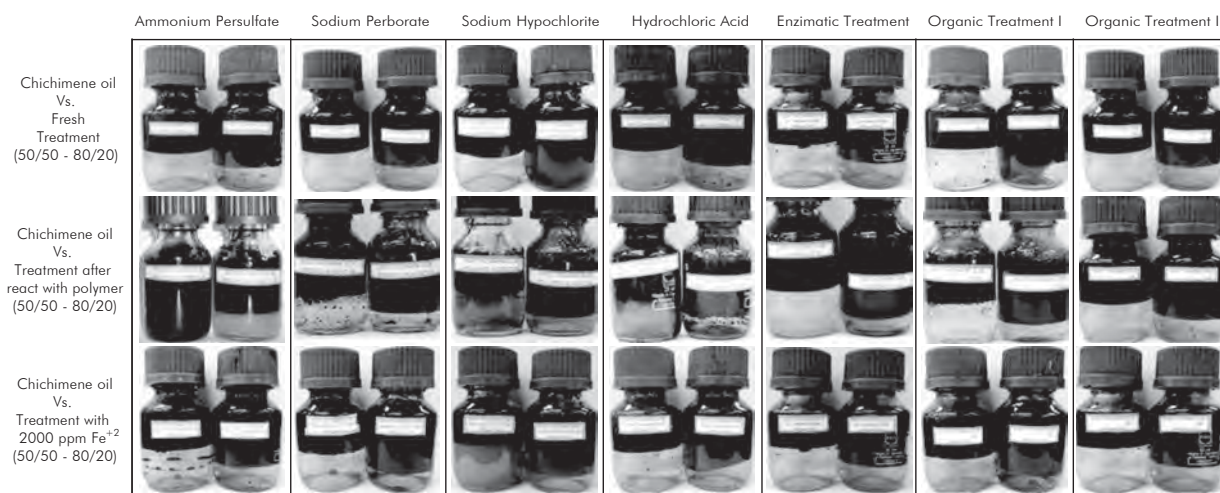 Ammonium Persulfate Sodium Perborate Sodium Hypochlorite Hydrochloric Acid Enzimatic Treatment Organic Treatment I Organic Treatment I
Chichimene oil
Vs.
Fresh
Treatment
(50/50 - 80/20)
Chichimene oil
Vs.
Treatment after
react with polymer
(50/50 - 80/20)
Chichimene oil
Vs.
Treatment with
2000 ppm Fe+2
(50/50 - 80/20)